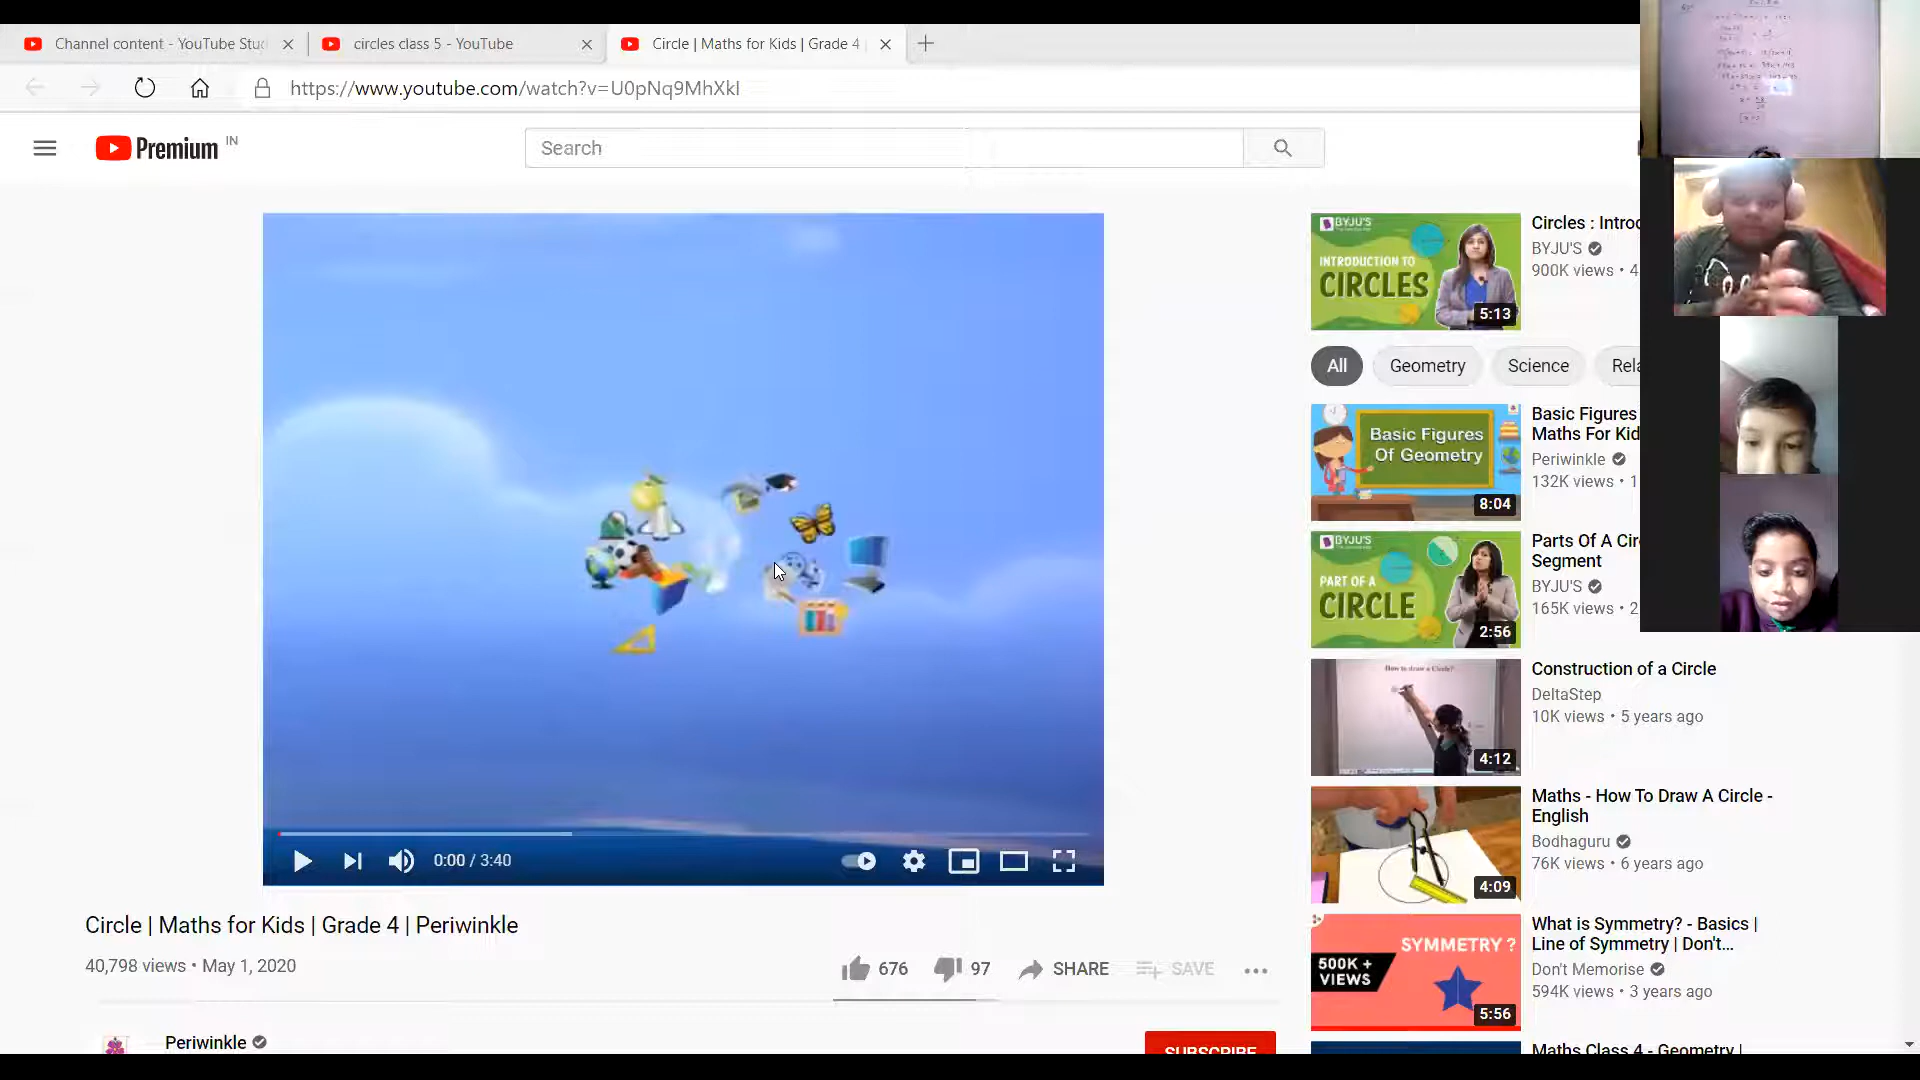 Channel content - YouTube Stud
circles class 5 - YouTube
Circle | Maths for Kids | Grade 4 |
https://www.youtube.com/watch?v=U0pNq9MhXkI
Premium IN
Search
0:00 / 3:40
Circle | Maths for Kids | Grade 4 | Periwinkle
40,798 views • May 1, 2020
676
97
SHARE
SAVE
Periwinkle
SUBSCRIBE
BYJU'S
INTRODUCTION TO
CIRCLES
5:13
Circles : Introd
BYJU'S
900K views • 4
All
Geometry
Science
Rela
Basic Figures
Of Geometry
8:04
Basic Figures
Maths For Kid
Periwinkle
132K views • 1
BYJU'S
PART OF A
CIRCLE
2:56
Parts Of A Circ
Segment
BYJU'S
165K views • 2
How to draw a Circle?
4:12
Construction of a Circle
DeltaStep
10K views • 5 years ago
4:09
Maths - How To Draw A Circle -
English
Bodhaguru
76K views • 6 years ago
SYMMETRY ?
500K +
VIEWS
5:56
What is Symmetry? - Basics |
Line of Symmetry | Don't...
Don't Memorise
594K views • 3 years ago
Maths Class 4 - Geometry |